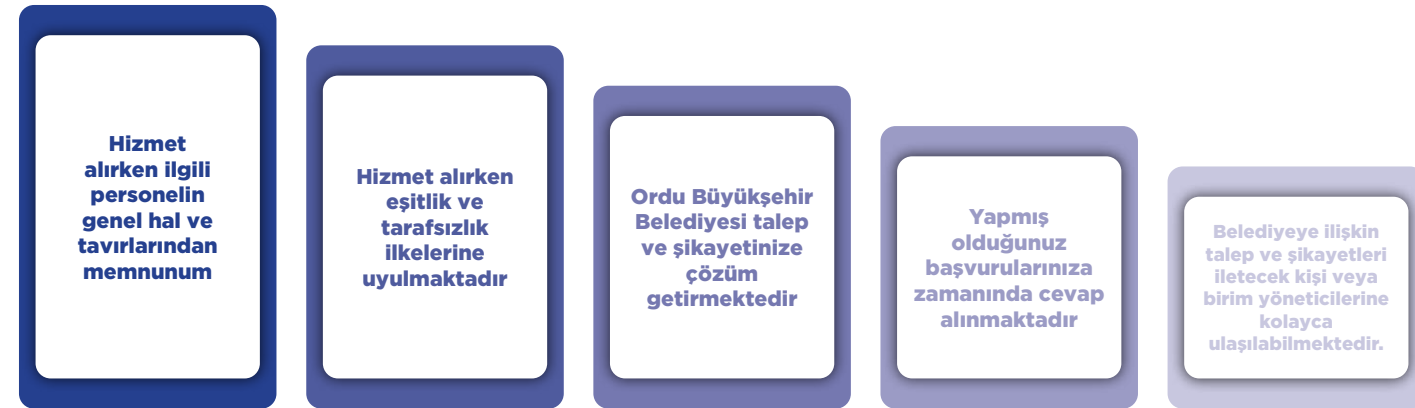 Hizmet
alırken ilgili
personelin
genel hal ve
tavırlarından
memnunum
Hizmet alırken
eşitlik ve
tarafsızlık
ilkelerine
uyulmaktadır
Ordu Büyükşehir
Belediyesi talep
ve şikayetinize
çözüm
getirmektedir
Yapmış
olduğunuz
başvurularınıza
zamanında cevap
alınmaktadır
Belediyeye ilişkin
talep ve şikayetleri
iletecek kişi veya
birim yöneticilerine
kolayca
ulaşılabilmektedir.